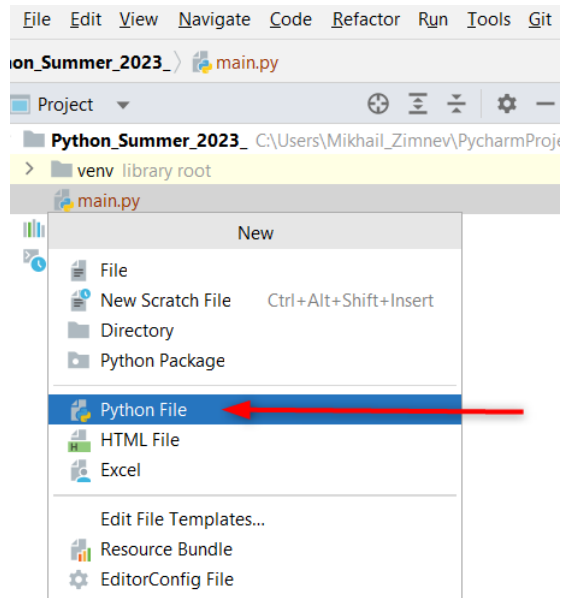 File Edit View Navigate Code Refactor Run Tools Git
on_Summer_2023_ main.py
Project
Python_Summer_2023_ C:\Users\Mikhail_Zimnev\PycharmProje
venv library root
main.py
New
File
New Scratch File Ctrl+Alt+Shift+Insert
Directory
Python Package
Python File
HTML File
Excel
Edit File Templates...
Resource Bundle
EditorConfig File